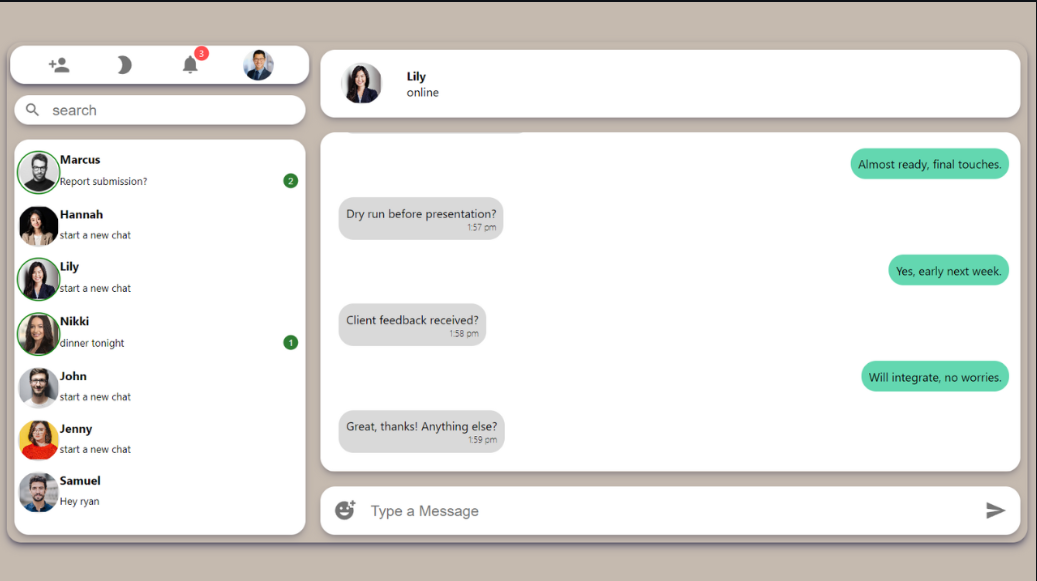 3
search
Marcus
Report submission?
2
Hannah
start a new chat
Lily
start a new chat
Nikki
dinner tonight
1
John
start a new chat
Jenny
start a new chat
Samuel
Hey ryan
Lily
online
Almost ready, final touches.
Dry run before presentation?
1:57 pm
Yes, early next week.
Client feedback received?
1:58 pm
Will integrate, no worries.
Great, thanks! Anything else?
1:59 pm
Type a Message